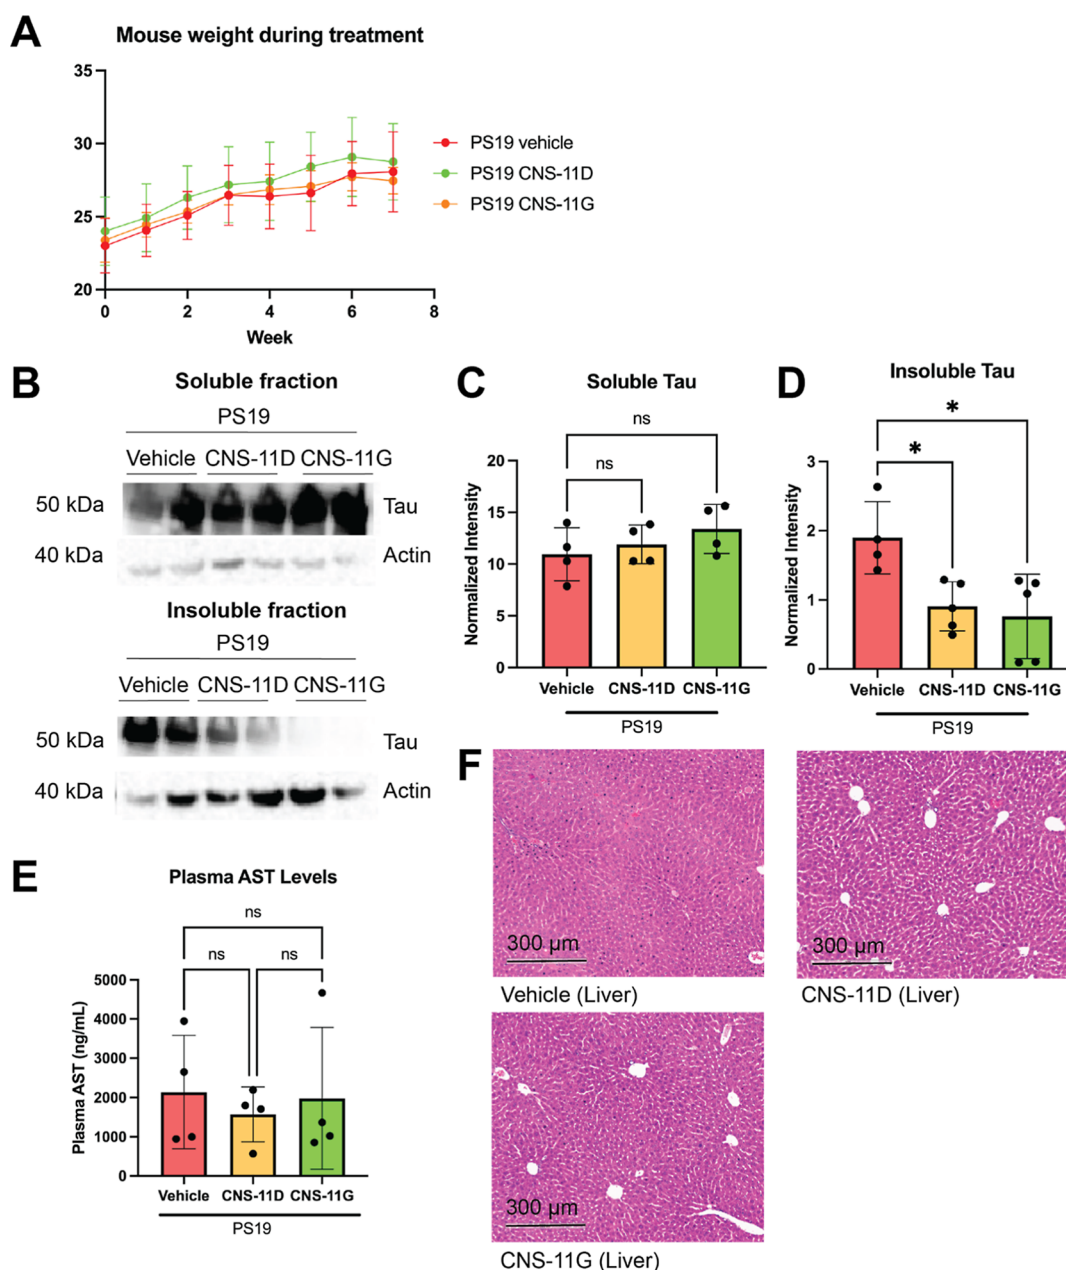 A
Mouse weight during treatment
35
30
25
20
0
2
4
6
8
Week
PS19 vehicle
PS19 CNS-11D
PS19 CNS-11G
B
Soluble fraction
PS19
Vehicle CNS-11D CNS-11G
50 kDa
Tau
40 kDa
Actin
Insoluble fraction
PS19
Vehicle CNS-11D CNS-11G
50 kDa
Tau
40 kDa
Actin
C
Soluble Tau
ns
ns
20
15
10
5
0
Normalized Intensity
Vehicle CNS-11D CNS-11G
PS19
D
Insoluble Tau
*
*
3
2
1
0
Normalized Intensity
Vehicle CNS-11D CNS-11G
PS19
E
Plasma AST Levels
ns
ns ns
5000
4000
3000
2000
1000
0
Plasma AST (ng/mL)
Vehicle CNS-11D CNS-11G
PS19
F
300 µm
Vehicle (Liver)
300 µm
CNS-11D (Liver)
300 µm
CNS-11G (Liver)